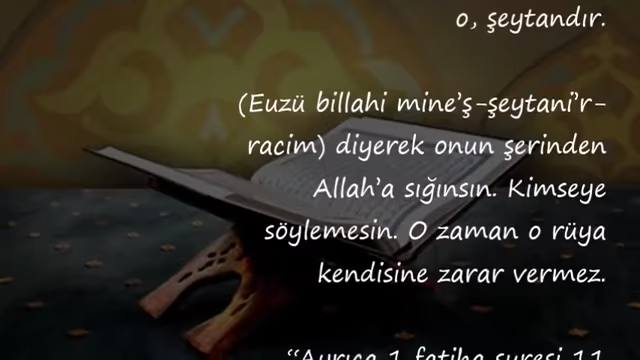 o, şeytandır.
(Euzü billahi mine’ş-şeytani’r-
racim) diyerek onun şerinden
Allah’a sığınsın. Kimseye
söylemesin. O zaman o rüya
kendisine zarar vermez.
“Ayrıca 1 fatiha suresi 11